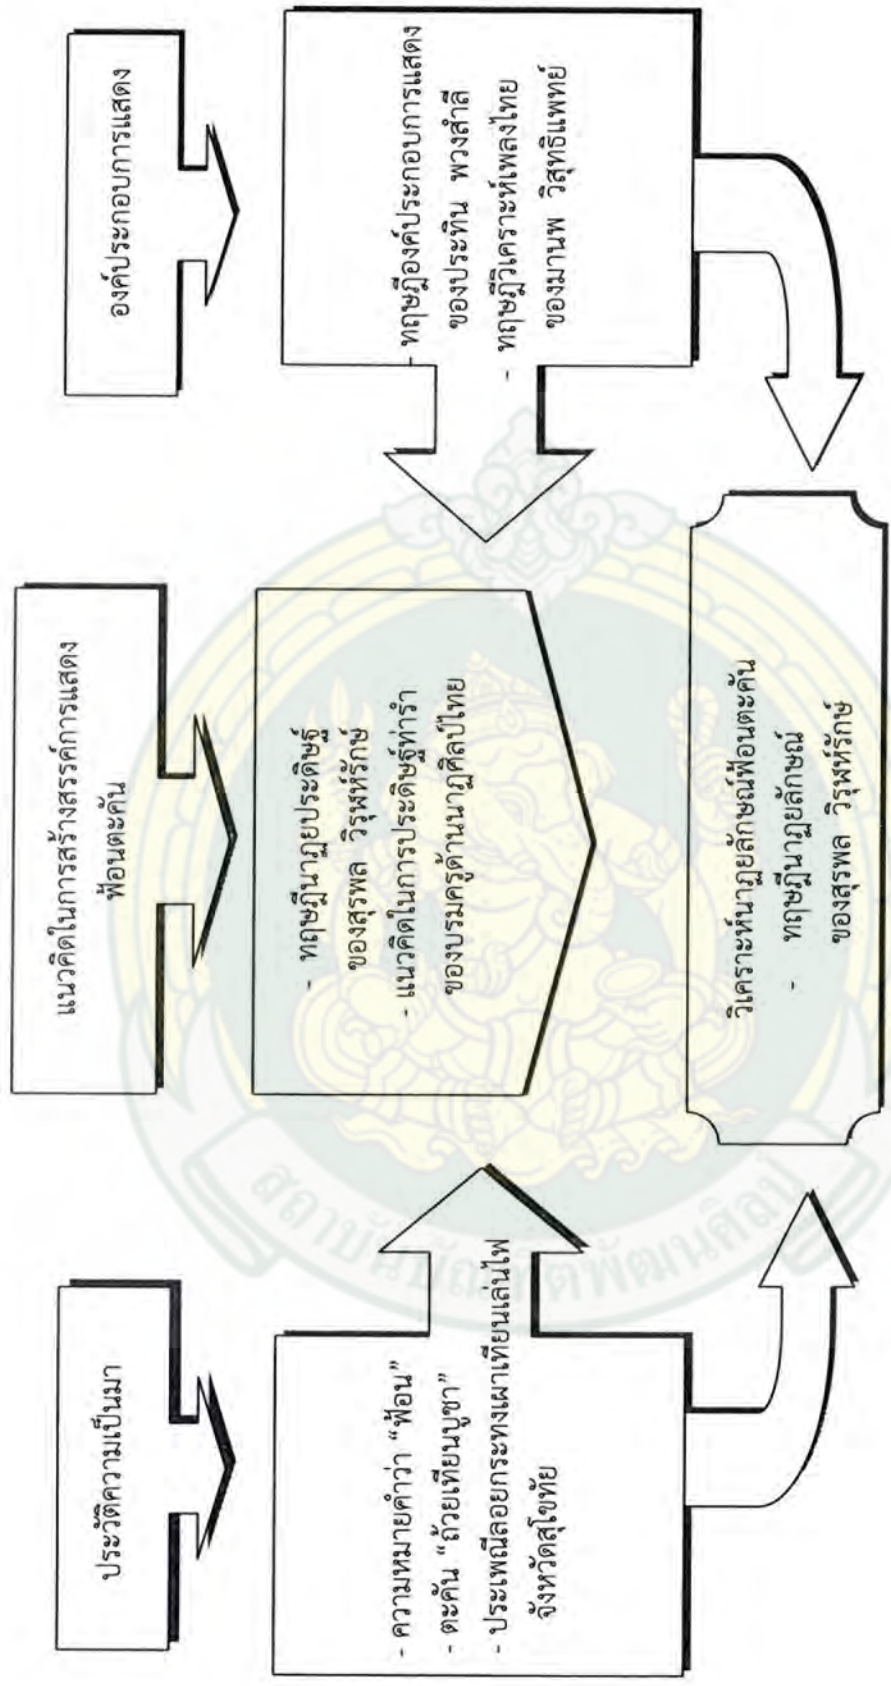 ประวัติความเป็นมา
- ความหมายคำว่า “ฟ้อน”
- ตะคัน “ถ้วยเทียนบูชา”
- ประเพณีลอยกระทงเผาเทียนเล่นไฟ
จังหวัดสุโขทัย
แนวคิดในการสร้างสรรค์การแสดง
ฟ้อนตะคัน
- ทฤษฎีนาฏยประดิษฐ์
ของสุรพล วิรุฬห์รักษ์
- แนวคิดในการประดิษฐ์ท่ารำ
ของบรมครูด้านนาฏศิลป์ไทย
องค์ประกอบการแสดง
- ทฤษฎีองค์ประกอบการแสดง
ของประทิน พวงสำลี
- ทฤษฎีวิเคราะห์เพลงไทย
ของมานพ วิสุทธิแพทย์
วิเคราะห์นาฏยลักษณ์ฟ้อนตะคัน
- ทฤษฎีนาฏยลักษณ์
ของสุรพล วิรุฬห์รักษ์
สถาบันบัณฑิตพัฒนศิลป์